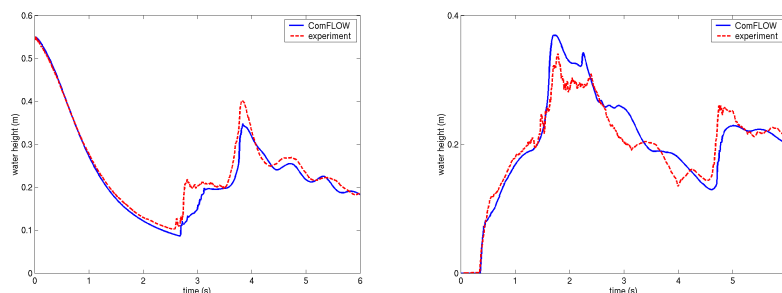 0.6
0.5
0.4
0.3
0.2
0.1
0
water height (m)
0 1 2 3 4 5 6
time (s)
ComFLOW
experiment
0.4
0.2
0
water height (m)
0 1 2 3 4 5
time (s)
ComFLOW
experiment